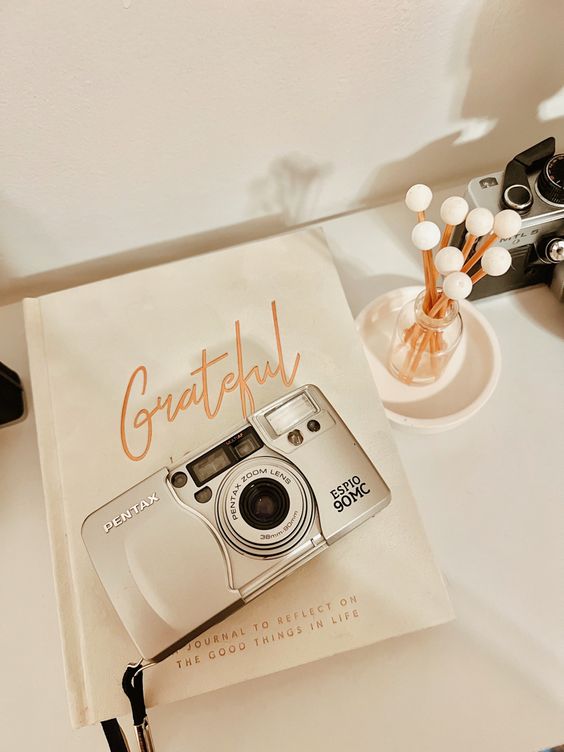 Grateful
PENTAX
PENTAX ZOOM LENS
38mm-90mm
ESPIO
90MC
JOURNAL TO REFLECT ON
THE GOOD THINGS IN LIFE